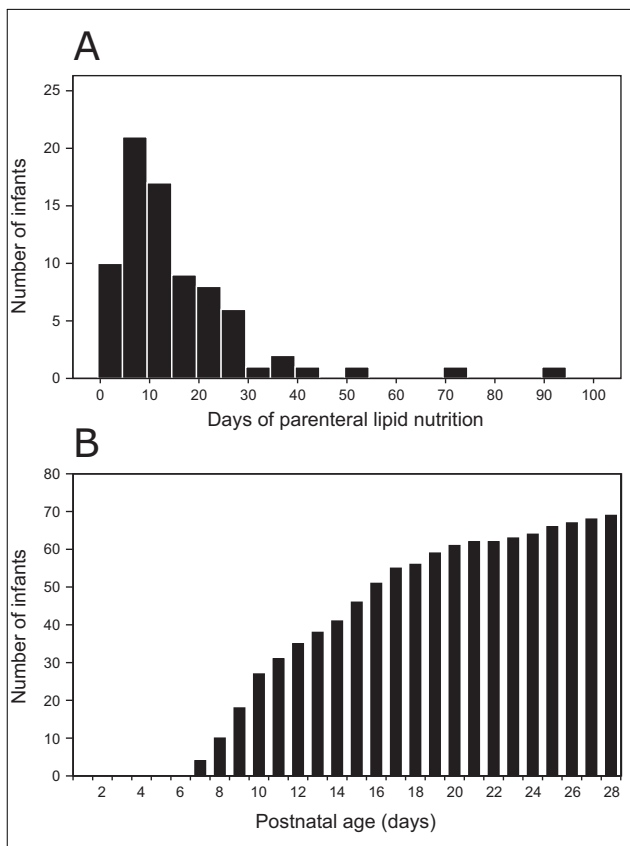 A
25
20
15
10
5
0
Number of infants
0 10 20 30 40 50 60 70 80 90 100
Days of parenteral lipid nutrition
B
80
70
60
50
40
30
20
10
0
Number of infants
2 4 6 8 10 12 14 16 18 20 22 24 26 28
Postnatal age (days)